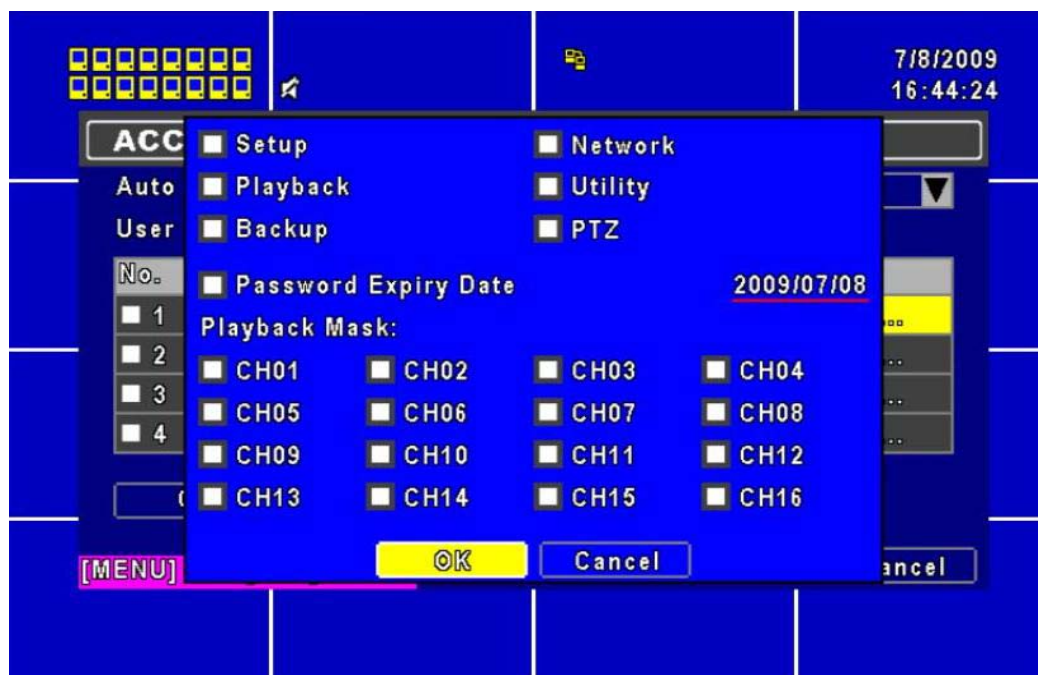 7/8/2009
16:44:24
ACC
Setup Network
Auto Playback Utility
User Backup PTZ
No. Password Expiry Date 2009/07/08
1 Playback Mask: ...
2 CH01 CH02 CH03 CH04 ...
3 CH05 CH06 CH07 CH08 ...
4 CH09 CH10 CH11 CH12 ...
CH13 CH14 CH15 CH16
[MENU] OK Cancel ancel